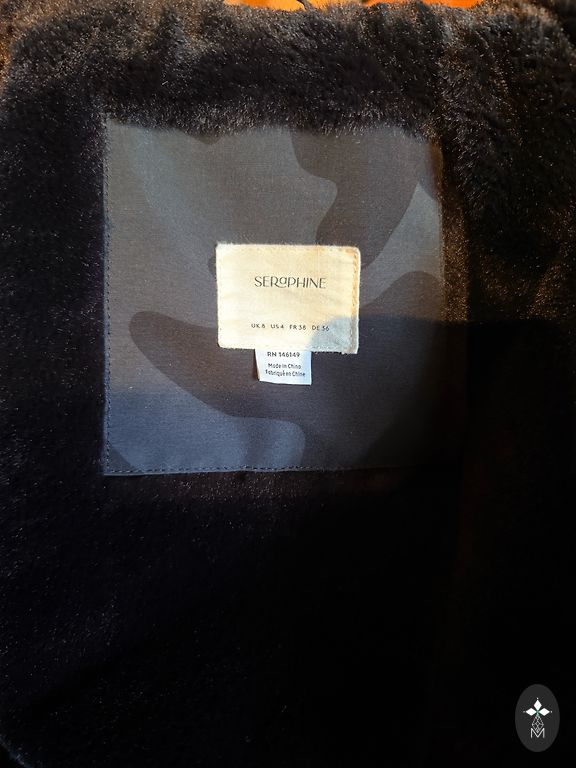 SERaPHINE
UK 8 US 4 FR 38 DE 36
RN 146149
Made in China
Fabriqué en Chine
M